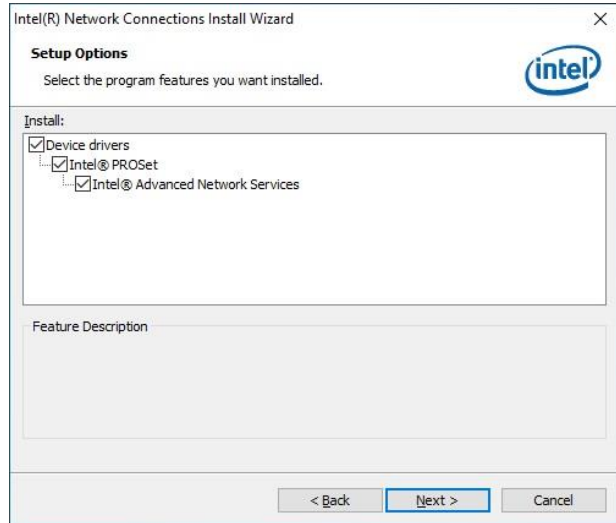 Intel(R) Network Connections Install Wizard
Setup Options
Select the program features you want installed.
intel
Install:
Device drivers
Intel® PROSet
Intel® Advanced Network Services
Feature Description
< Back
Next >
Cancel